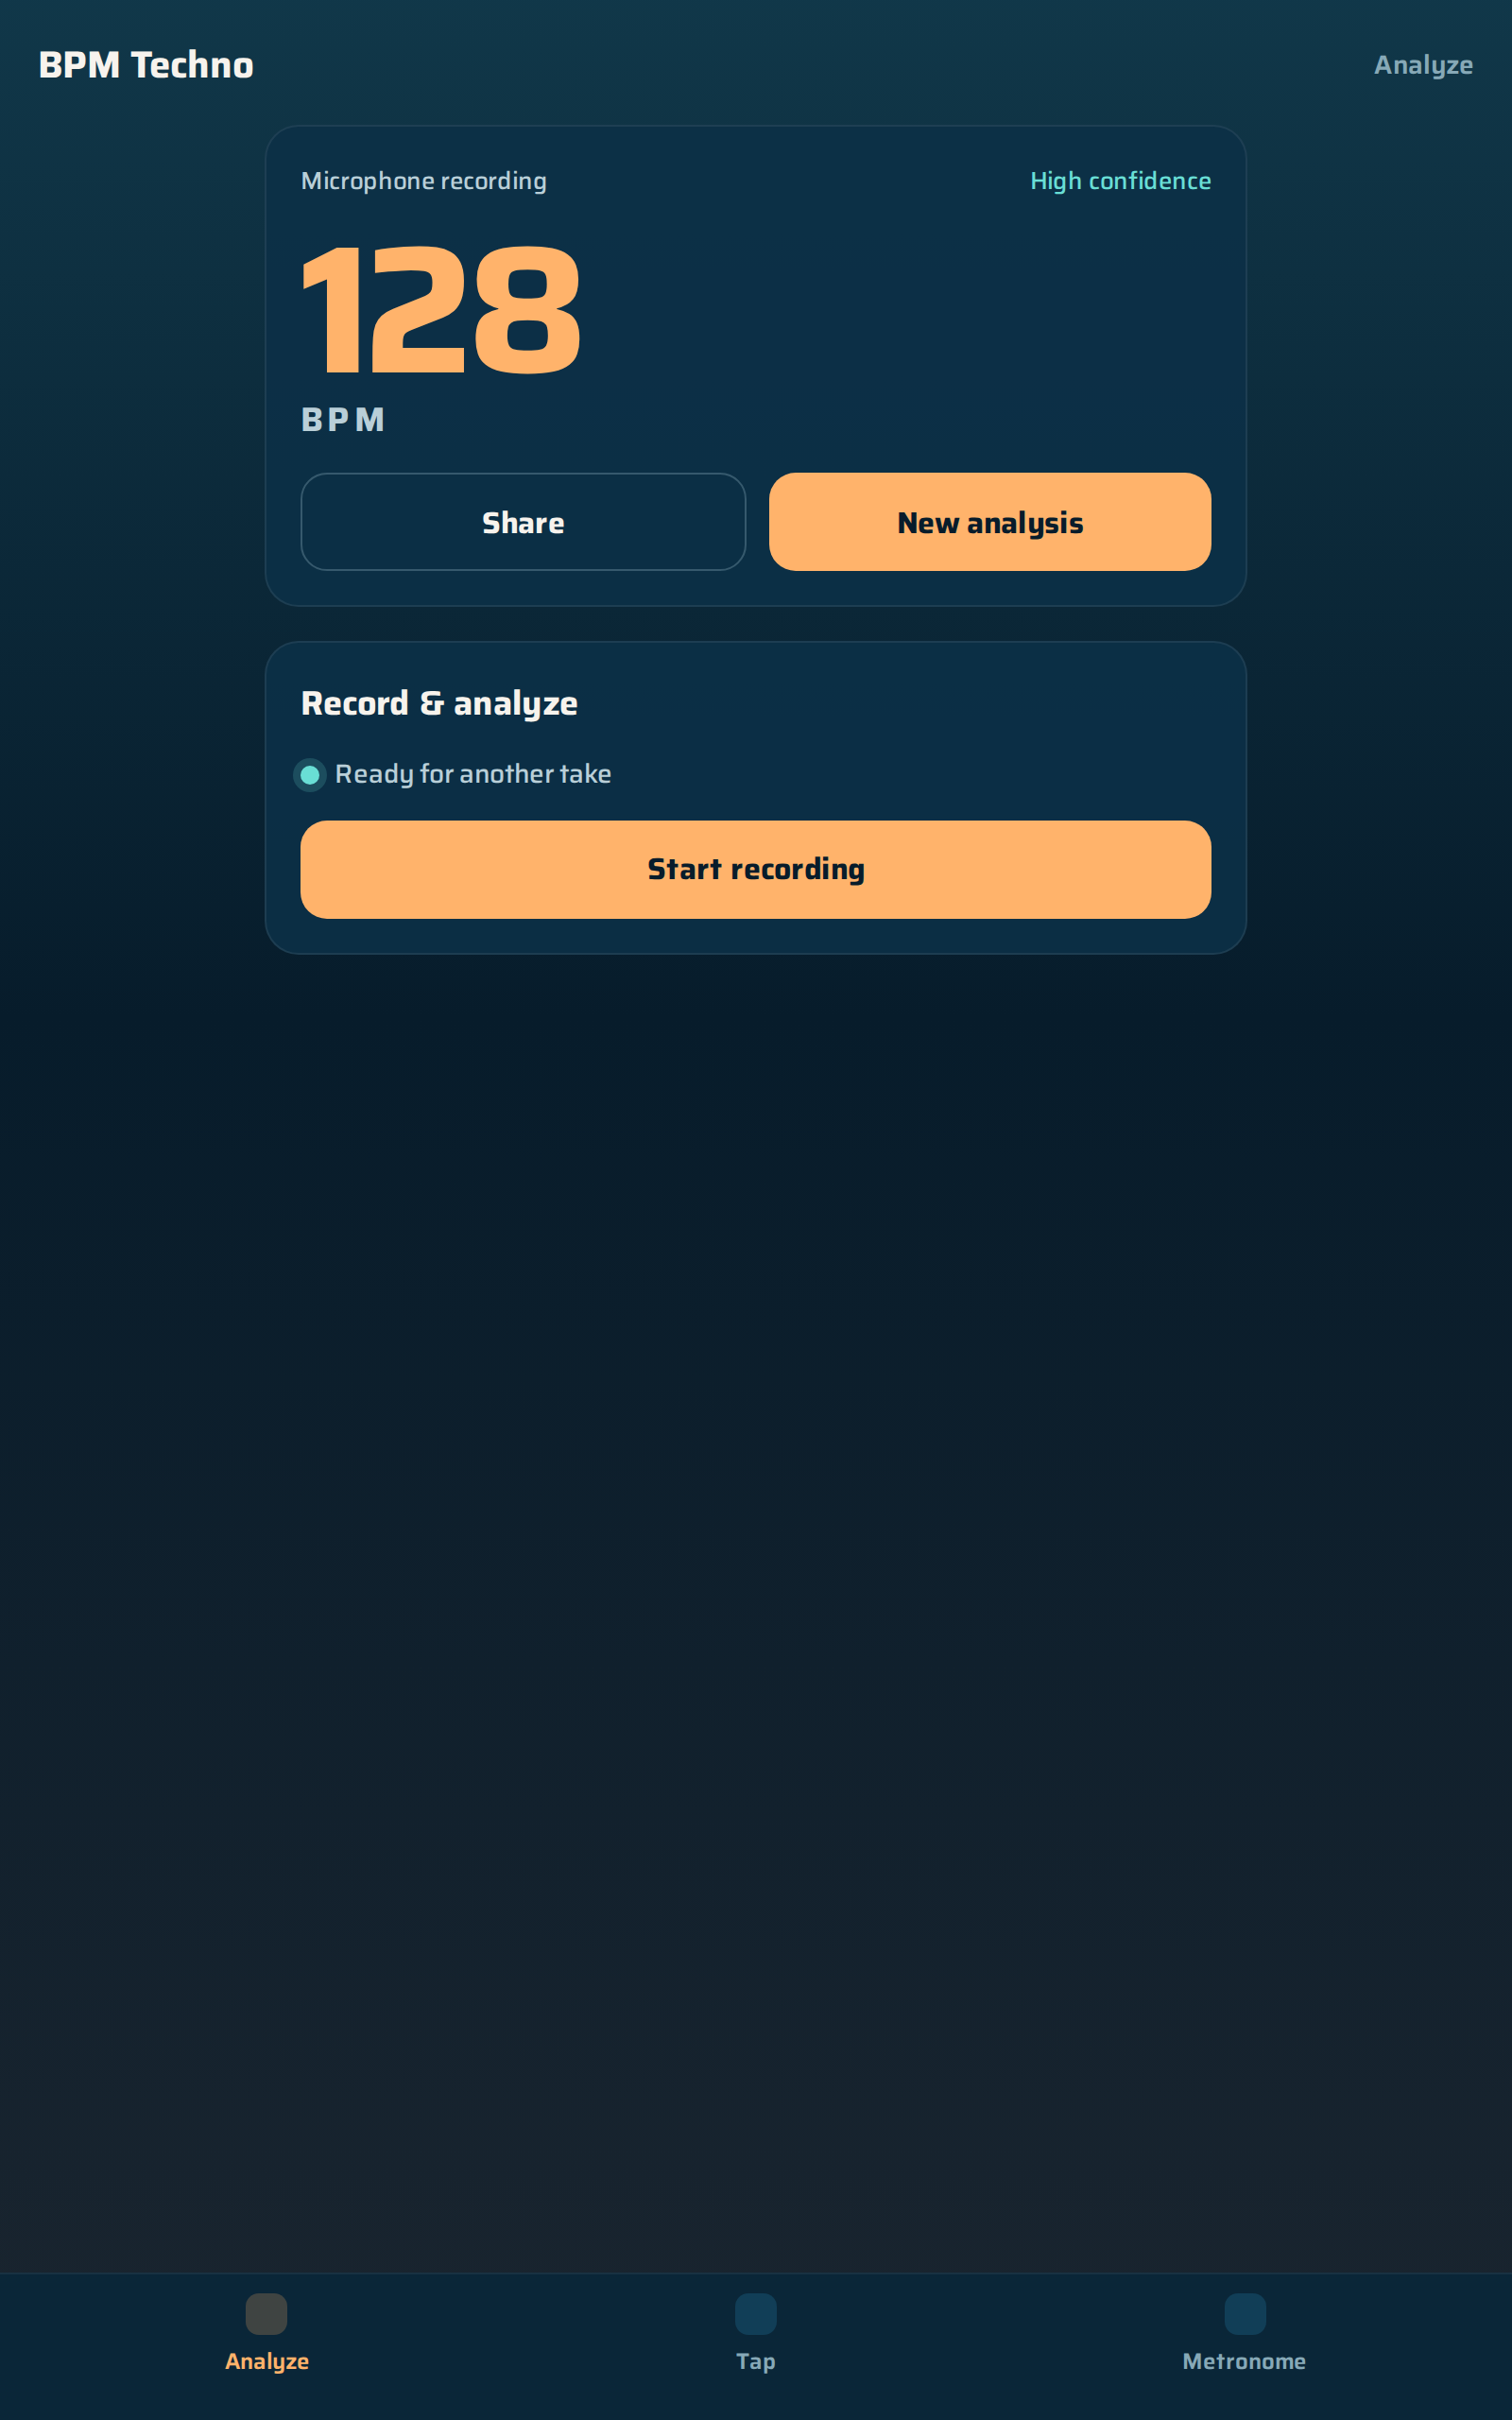 BPM Techno
Analyze
Microphone recording
High confidence
128
BPM
Share
New analysis
Record & analyze
Ready for another take
Start recording
Analyze
Tap
Metronome